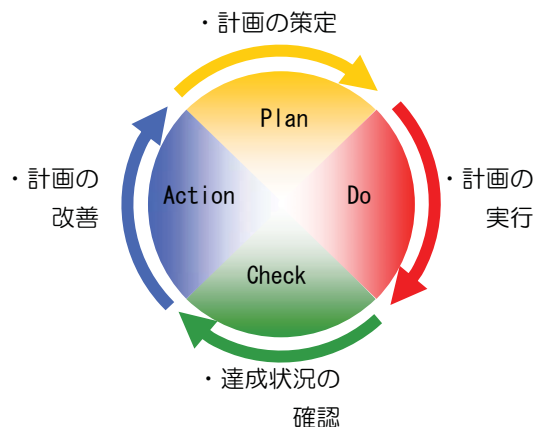 ・計画の策定
Plan
・計画の
実行
Do
Check
・達成状況の
確認
Action
・計画の
改善